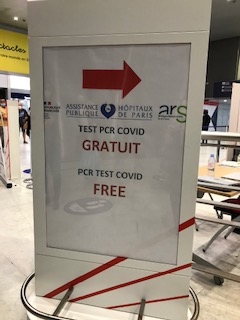 ASSISTANCE HÔPITAUX
PUBLIQUE DE PARIS
ars
TEST PCR COVID
GRATUIT
PCR TEST COVID
FREE